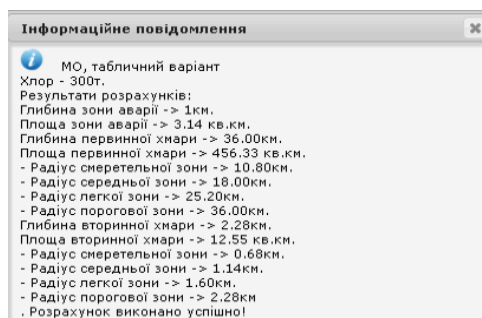 Інформаційне повідомлення
МО, табличний варіант
Хлор - 300т.
Результати розрахунків:
Глибина зони аварії -> 1км.
Площа зони аварії -> 3.14 кв.км.
Глибина первинної хмари -> 36.00км.
Площа первинної хмари -> 456.33 кв.км.
- Радіус смеретельної зони -> 10.80км.
- Радіус середньої зони -> 18.00км.
- Радіус легкої зони -> 25.20км.
- Радіус порогової зони -> 36.00км.
Глибина вторинної хмари -> 2.28км.
Площа вторинної хмари -> 12.55 кв.км.
- Радіус смеретельної зони -> 0.68км.
- Радіус середньої зони -> 1.14км.
- Радіус легкої зони -> 1.60км.
- Радіус порогової зони -> 2.28км
. Розрахунок виконано успішно!